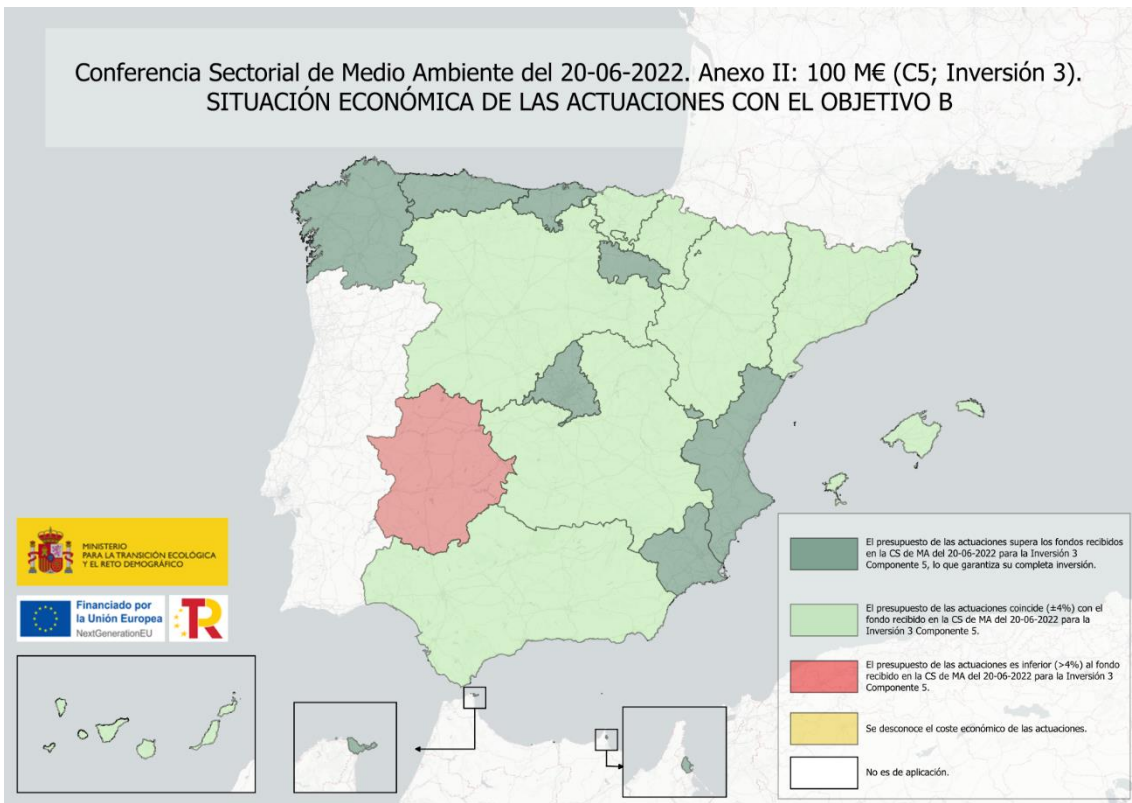 Conferencia Sectorial de Medio Ambiente del 20-06-2022. Anexo II: 100 M€ (C5; Inversión 3).
SITUACIÓN ECONÓMICA DE LAS ACTUACIONES CON EL OBJETIVO B
MINISTERIO
PARA LA TRANSICIÓN ECOLÓGICA
Y EL RETO DEMOGRÁFICO
Financiado por
la Unión Europea
NextGenerationEU
TR
El presupuesto de las actuaciones supera los fondos recibidos
en la CS de MA del 20-06-2022 para la Inversión 3
Componente 5, lo que garantiza su completa inversión.
El presupuesto de las actuaciones coincide (±4%) con el
fondo recibido en la CS de MA del 20-06-2022 para la
Inversión 3 Componente 5.
El presupuesto de las actuaciones es inferior (>4%) al fondo
recibido en la CS de MA del 20-06-2022 para la Inversión 3
Componente 5.
Se desconoce el coste económico de las actuaciones.
No es de aplicación.